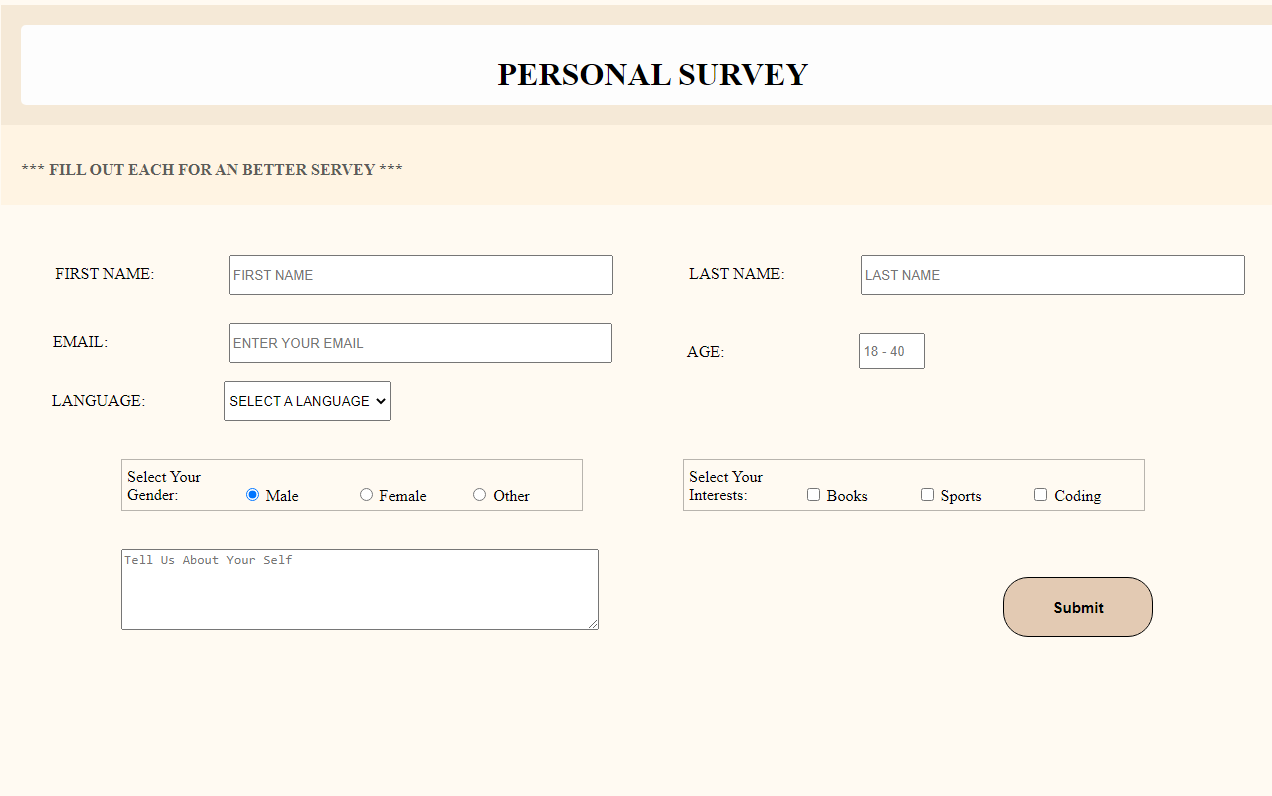 PERSONAL SURVEY
*** FILL OUT EACH FOR AN BETTER SERVEY ***
FIRST NAME: FIRST NAME LAST NAME: LAST NAME
EMAIL: ENTER YOUR EMAIL AGE: 18 - 40
LANGUAGE: SELECT A LANGUAGE
Select Your
Gender: Male Female Other
Select Your
Interests: Books Sports Coding
Tell Us About Your Self
Submit